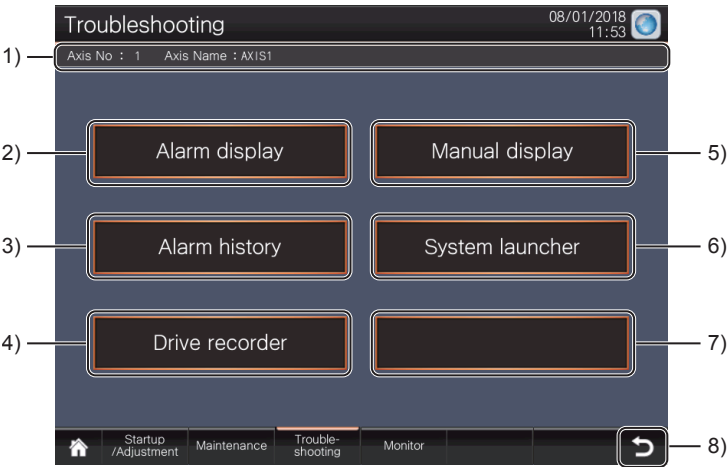 Troubleshooting
08/01/2018
11:53
1)
Axis No : 1 Axis Name : AXIS1
2)
Alarm display
Manual display
5)
3)
Alarm history
System launcher
6)
4)
Drive recorder
7)
Startup
/Adjustment
Maintenance
Trouble-
shooting
Monitor
8)